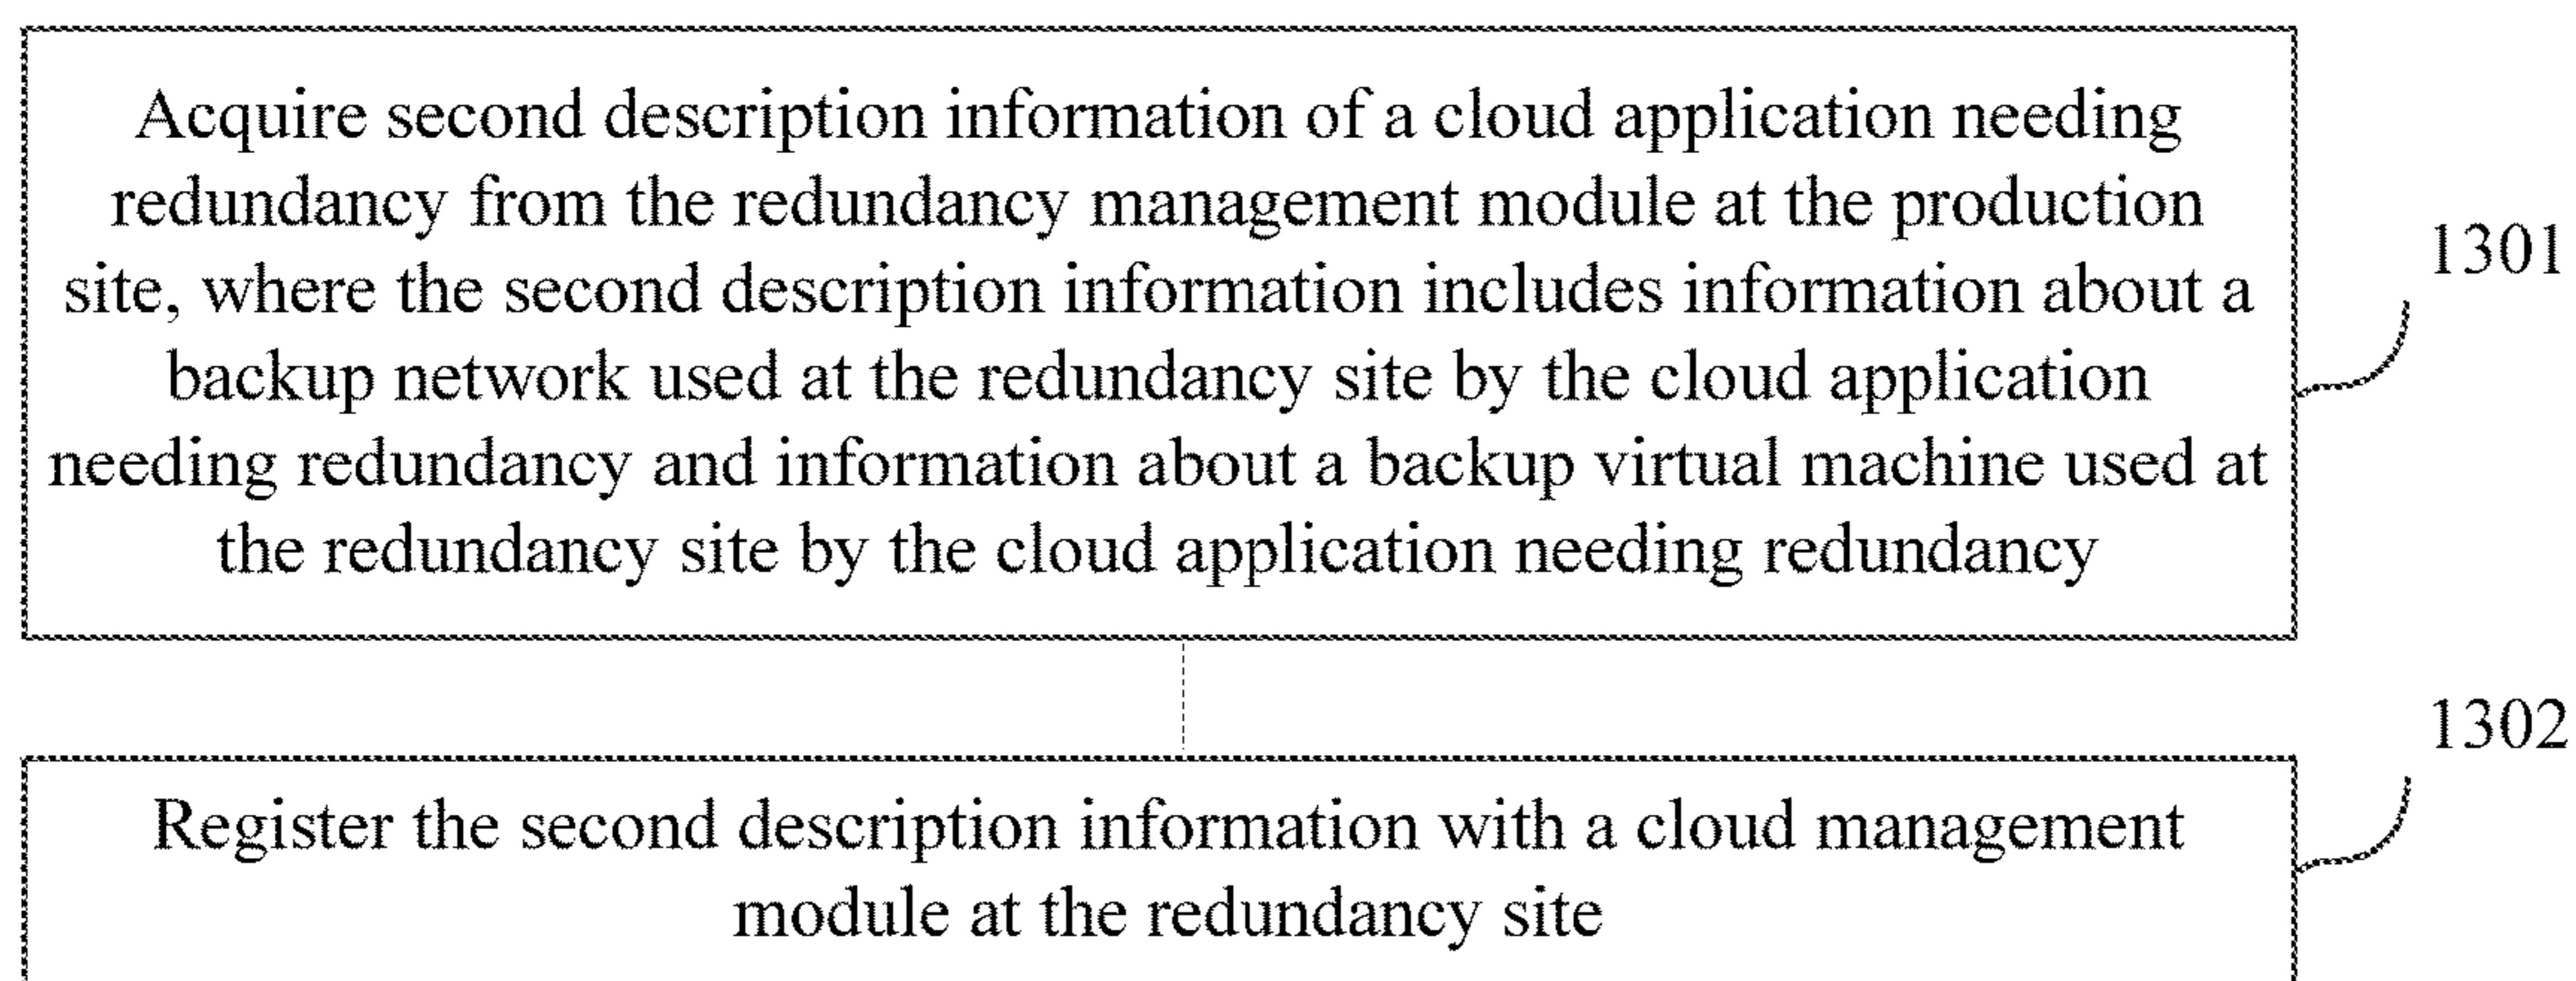 Acquire second description information of a cloud application needing
redundancy from the redundancy management module at the production
site, where the second description information includes information about a
backup network used at the redundancy site by the cloud application
needing redundancy and information about a backup virtual machine used at
the redundancy site by the cloud application needing redundancy
1301
1302
Register the second description information with a cloud management
module at the redundancy site